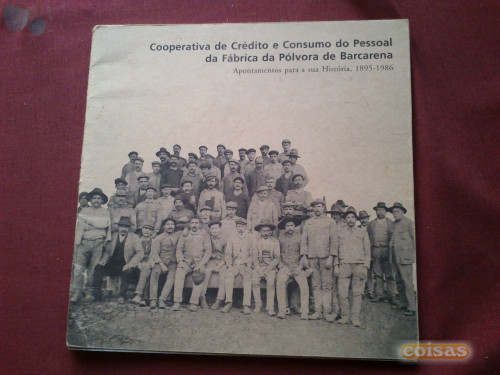 Cooperativa de Crédito e Consumo do Pessoal
da Fábrica da Pólvora de Barcarena
Apontamentos para a sua História, 1895-1986
coisas